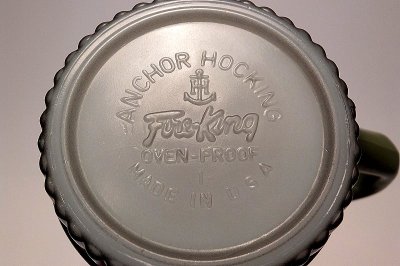 ANCHOR HOCKING
Fire-King
OVEN-PROOF
1
MADE IN U.S.A